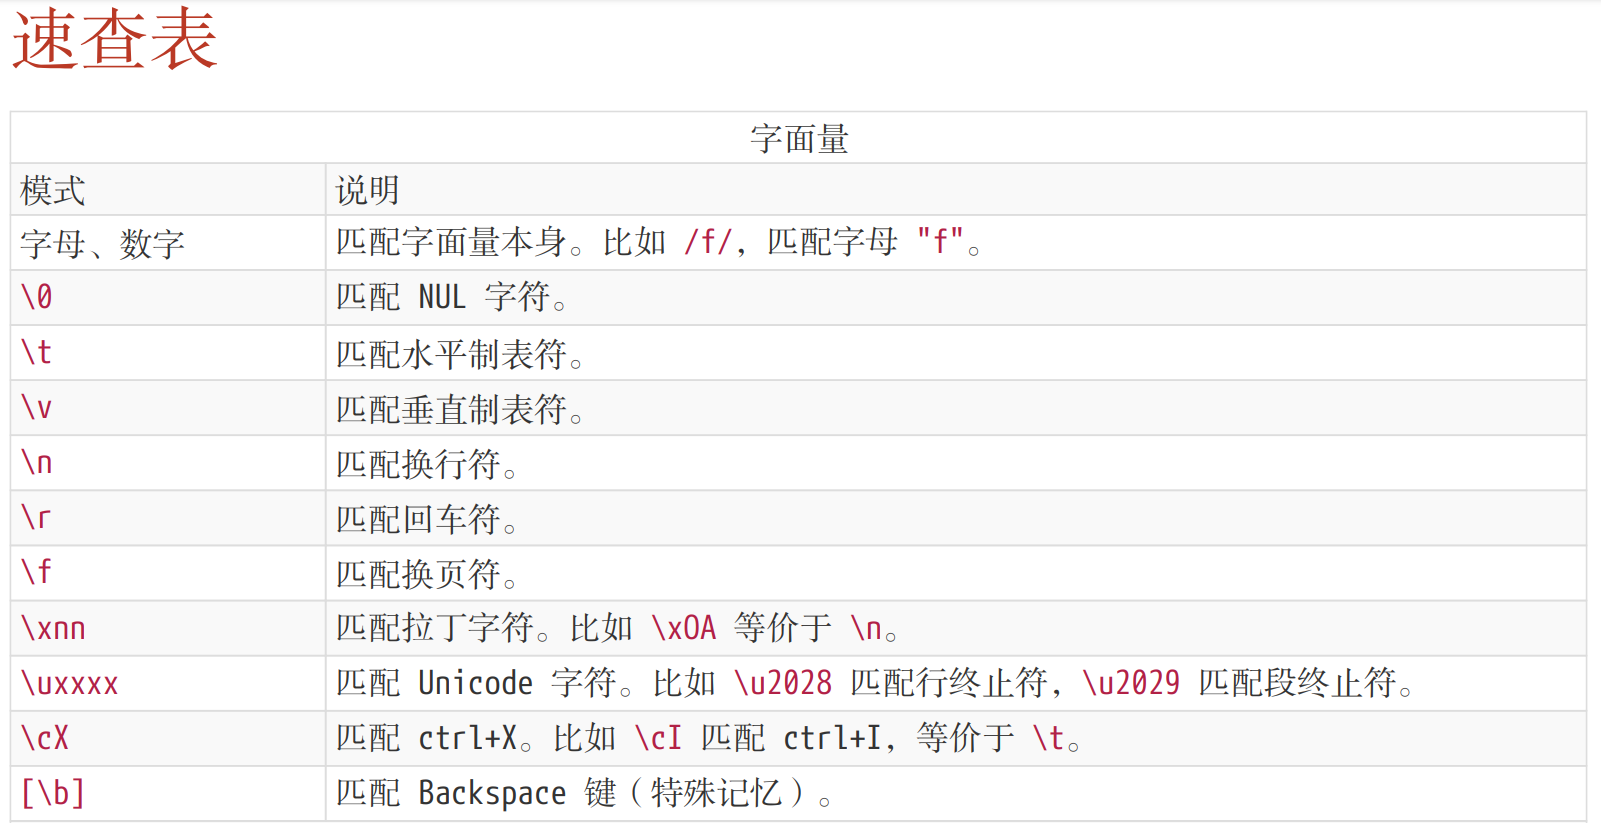 速查表
字面量
模式 说明
字母、数字 匹配字面量本身。比如 /f/，匹配字母 "f"。
\0 匹配 NUL 字符。
\t 匹配水平制表符。
\v 匹配垂直制表符。
\n 匹配换行符。
\r 匹配回车符。
\f 匹配换页符。
\xnn 匹配拉丁字符。比如 \xOA 等价于 \n。
\uxxxx 匹配 Unicode 字符。比如 \u2028 匹配行终止符，\u2029 匹配段终止符。
\cX 匹配 ctrl+X。比如 \cI 匹配 ctrl+I，等价于 \t。
[\b] 匹配 Backspace 键（特殊记忆）。